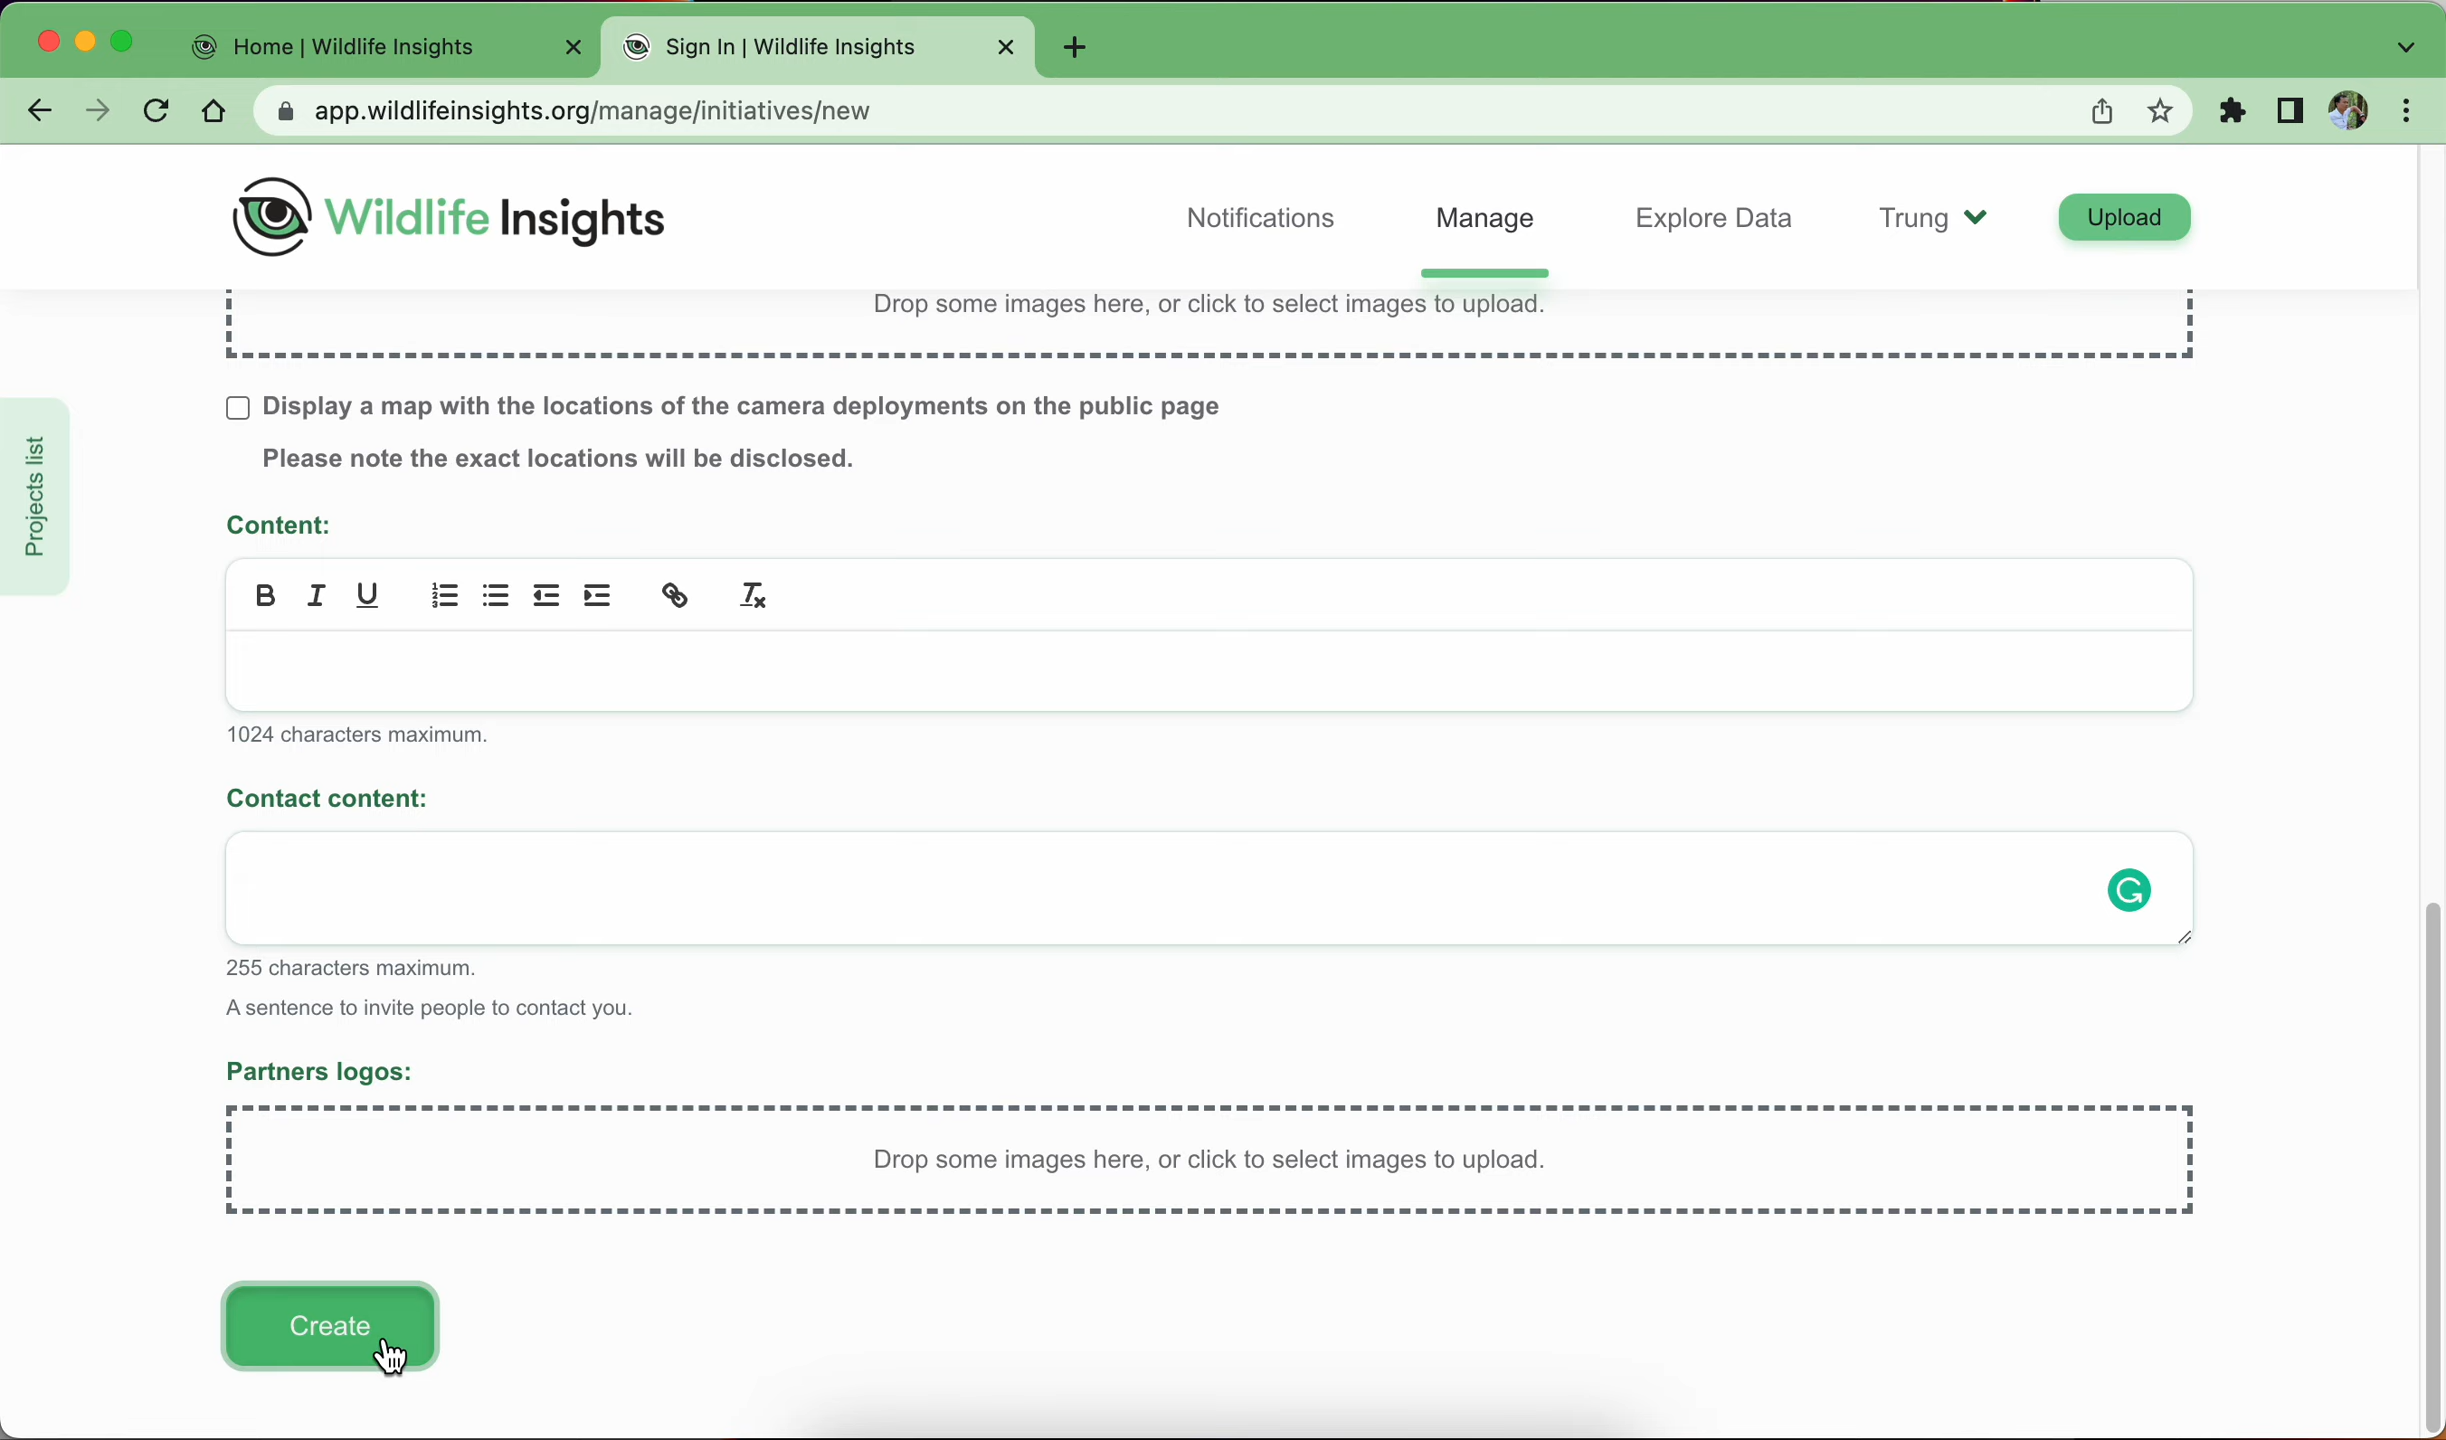 Home | Wildlife Insights
Sign In | Wildlife Insights
app.wildlifeinsights.org/manage/initiatives/new
Wildlife Insights
Notifications
Manage
Explore Data
Trung
Upload
Drop some images here, or click to select images to upload.
Display a map with the locations of the camera deployments on the public page
Please note the exact locations will be disclosed.
Projects list
Content:
B I U
1024 characters maximum.
Contact content:
255 characters maximum.
A sentence to invite people to contact you.
Partners logos:
Drop some images here, or click to select images to upload.
Create